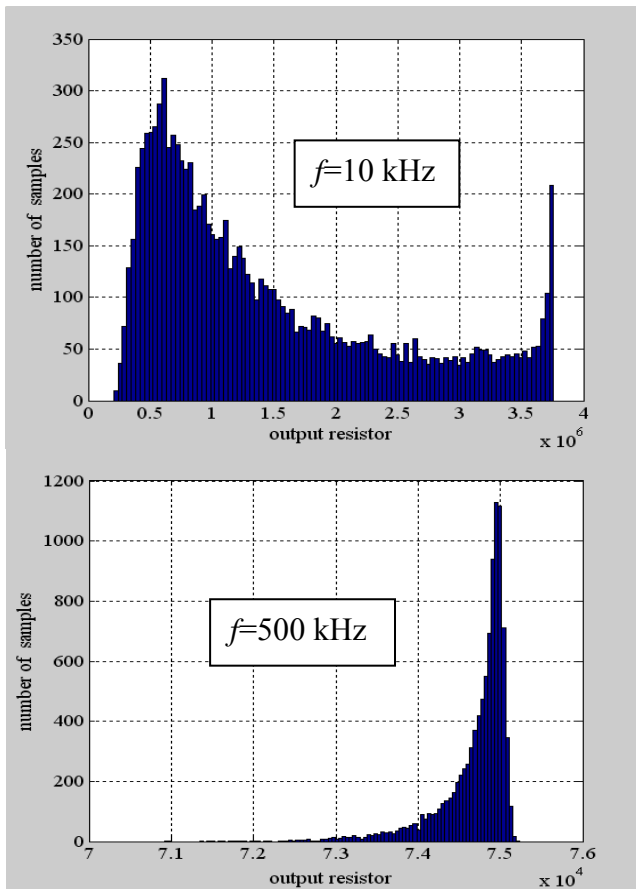 350
300
250
200
150
100
50
0
number of samples
f=10 kHz
0 0.5 1 1.5 2 2.5 3 3.5 4
output resistor
x 10^6
1200
1000
800
600
400
200
0
number of samples
f=500 kHz
7 7.1 7.2 7.3 7.4 7.5 7.6
output resistor
x 10^4